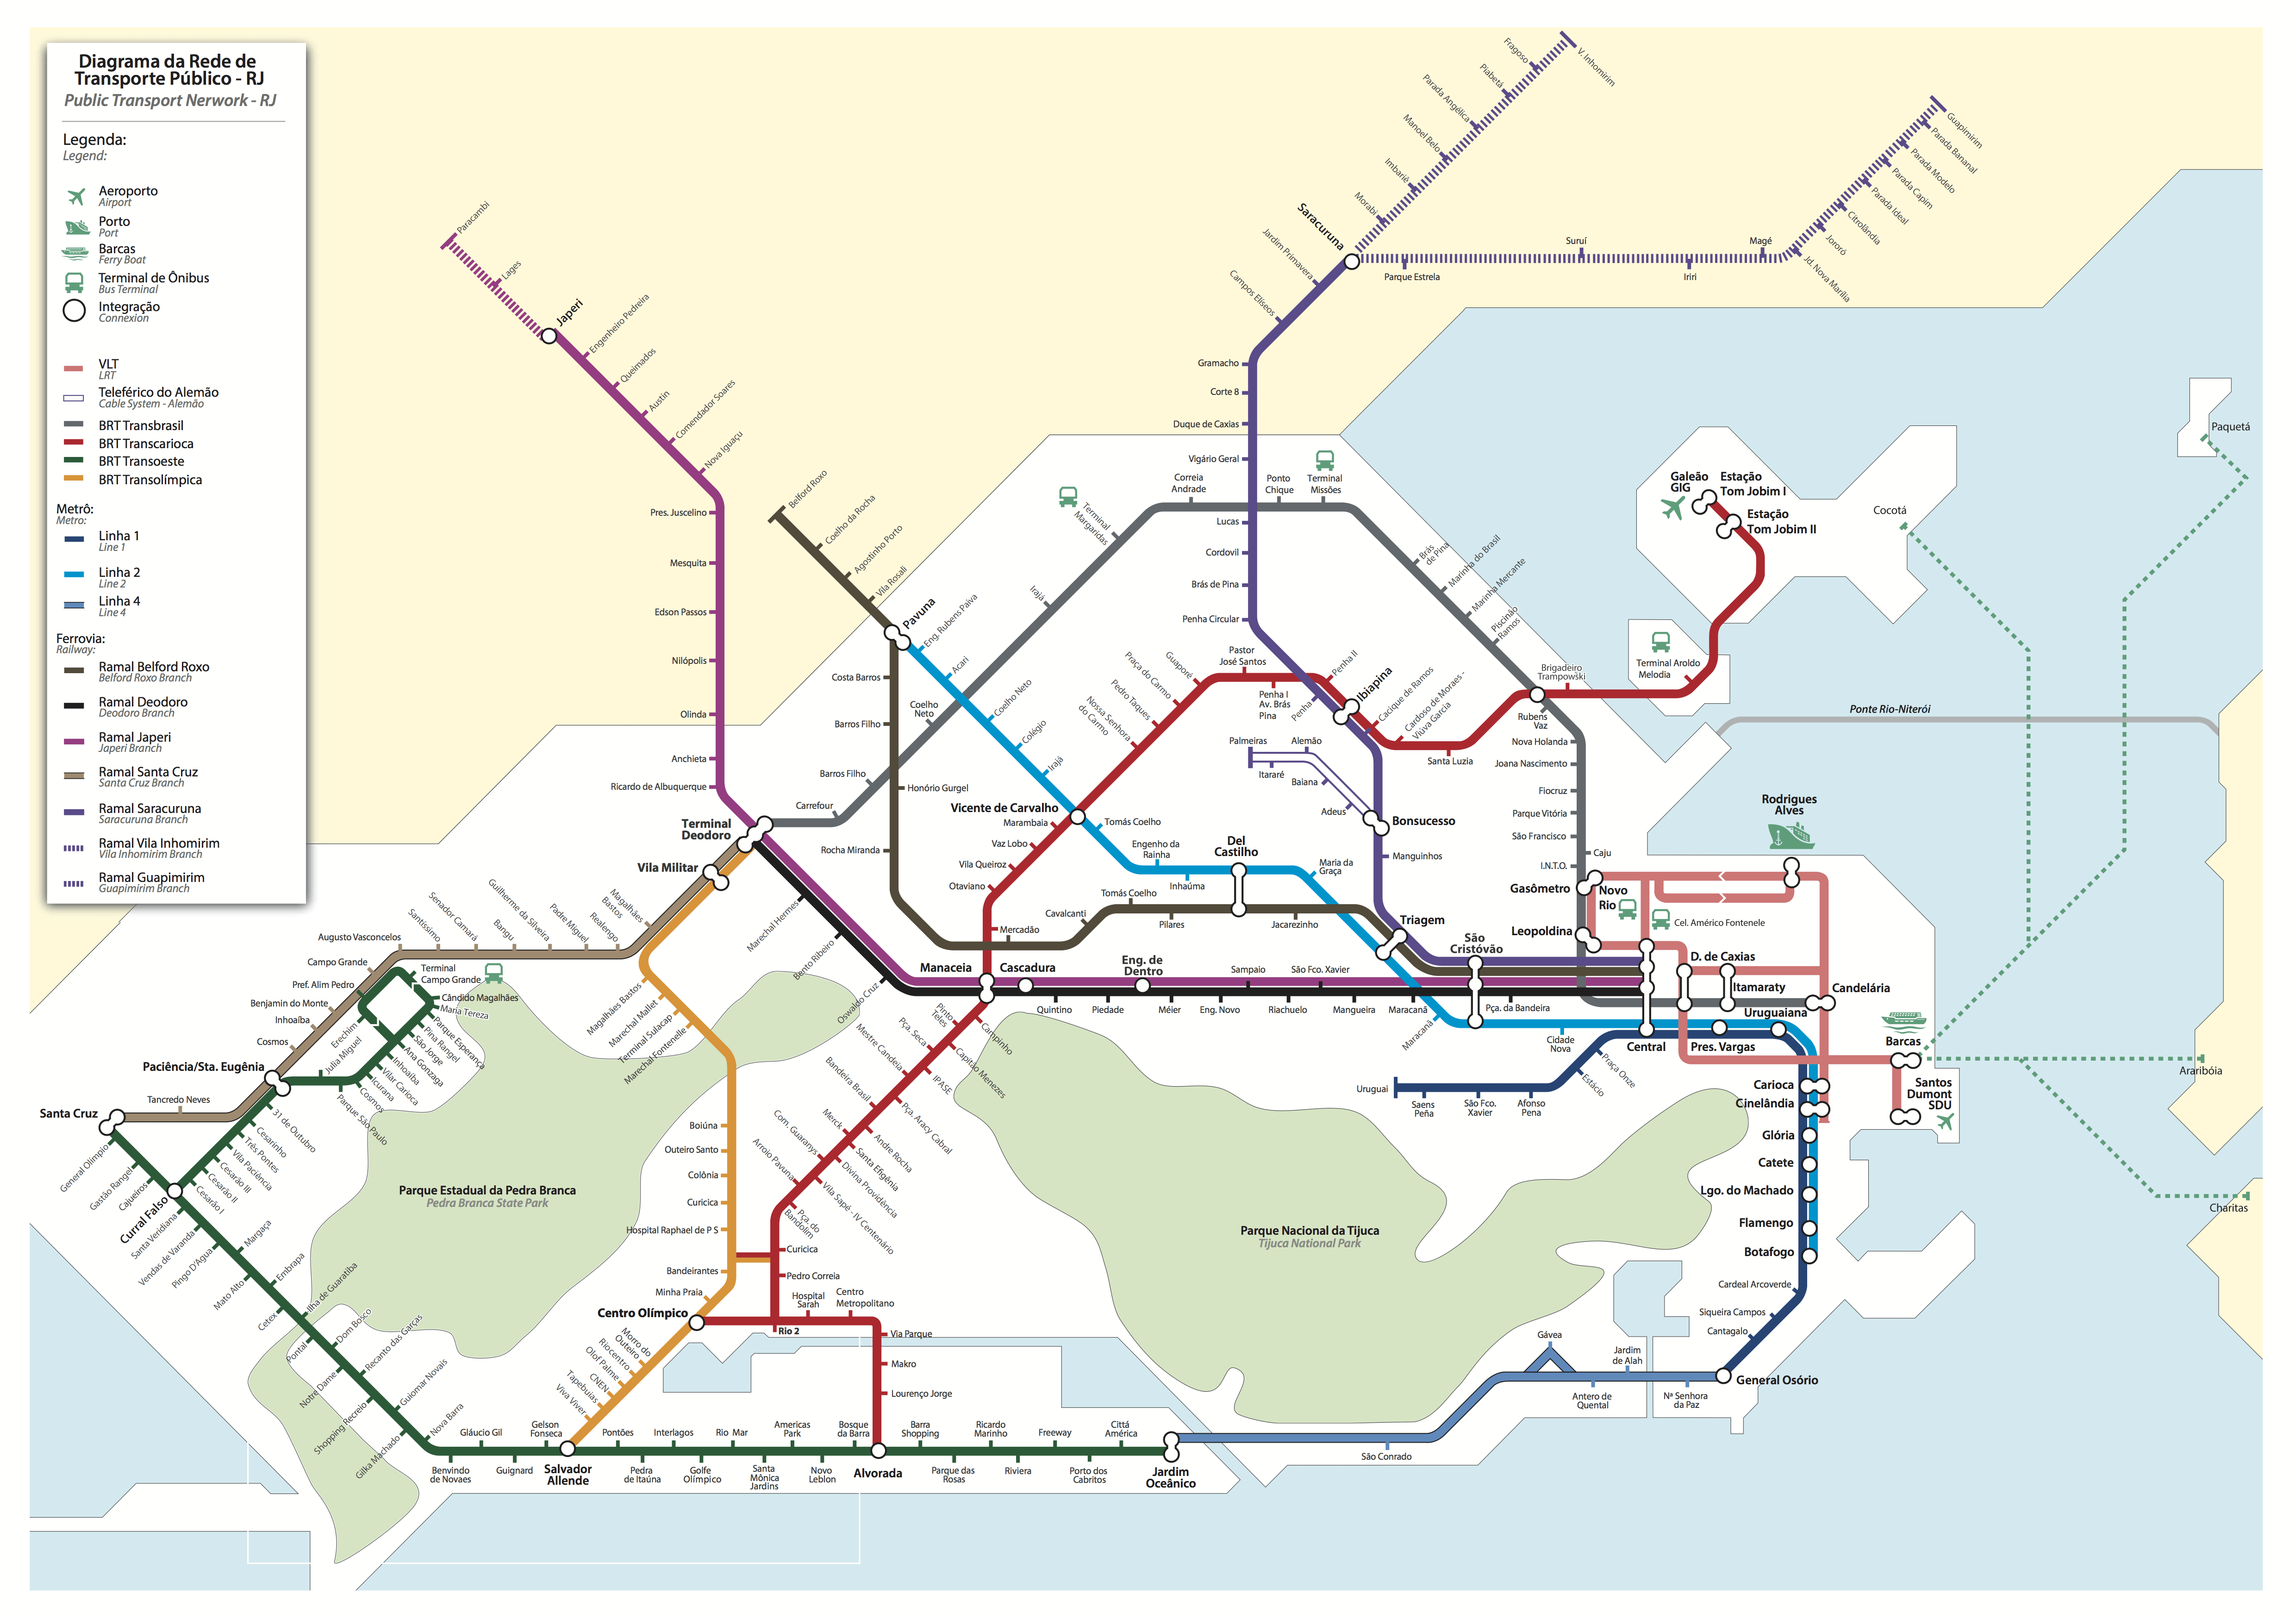 Diagrama da Rede de
Transporte Público - RJ
Public Transport Nerwork - RJ
Legenda:
Legend:
Aeroporto
Airport
Porto
Port
Barcas
Ferry Boat
Terminal de Ônibus
Bus Terminal
Integração
Connexion
VLT
LRT
Teleférico do Alemão
Cable System - Alemão
BRT Transbrasil
BRT Transcarioca
BRT Transoeste
BRT Transolímpica
Metrô:
Metro:
Linha 1
Line 1
Linha 2
Line 2
Linha 4
Line 4
Ferrovia:
Railway:
Ramal Belford Roxo
Belford Roxo Branch
Ramal Deodoro
Deodoro Branch
Ramal Japeri
Japeri Branch
Ramal Santa Cruz
Santa Cruz Branch
Ramal Saracuruna
Saracuruna Branch
Ramal Vila Inhomirim
Vila Inhomirim Branch
Ramal Guapimirim
Guapimirim Branch
Paracambi
Lages
Japeri
Engenheiro Pedreira
Queimados
Austin
Comendador Soares
Nova Iguaçu
Pres. Juscelino
Mesquita
Edson Passos
Nilópolis
Olinda
Anchieta
Ricardo de Albuquerque
Terminal
Deodoro
Vila Militar
V. Inhomirim
Fragoso
Piabetá
Parada Angélica
Manoel Belo
Imbariê
Morabi
Saracuruna
Jardim Primavera
Campos Elíseos
Gramacho
Corte 8
Duque de Caxias
Vigário Geral
Lucas
Cordovil
Brás de Pina
Penha Circular
Penha
Parque Estrela
Suruí
Iriri
Magé
Jd. Nova Marília
Jororó
Citrolândia
Parada Ideal
Parada Capim
Parada Modelo
Parada Bananal
Guapimirim
Belford Roxo
Coelho da Rocha
Agostinho Porto
Vila Rosali
Pavuna
Costa Barros
Barros Filho
Honório Gurgel
Rocha Miranda
Mercadão
Cavalcanti
Tomás Coelho
Pilares
Del
Castilho
Jacarezinho
Triagem
Eng. Rubens Paiva
Acari
Coelho Neto
Colégio
Irajá
Vicente de Carvalho
Tomás Coelho
Engenho da
Rainha
Inhaúma
Maria da
Graça
Maracanã
São
Cristóvão
Cidade
Nova
Carrefour
Barros Filho
Coelho
Neto
Irajá
Terminal
Margaridas
Correia
Andrade
Ponto
Chique
Terminal
Missões
Brás
de Pina
Marinha do Brasil
Marinha Mercante
Piscinão
Ramos
Brigadeiro
Trampowski
Rubens
Vaz
Nova Holanda
Joana Nascimento
Fiocruz
Parque Vitória
São Francisco
Caju
I.N.T.O.
Gasômetro
Novo
Rio
Leopoldina
Galeão
GIG
Estação
Tom Jobim I
Estação
Tom Jobim II
Terminal Aroldo
Melodia
Santa Luzia
Cardoso de Moraes -
Viúva Garcia
Cacique de Ramos
Ibiapina
Penha II
Penha I
Av. Brás
Pina
Pastor
José Santos
Guaporé
Praça do Carmo
Pedro Taques
Nossa Senhora
do Carmo
Marambaia
Vaz Lobo
Vila Queiroz
Otaviano
Palmeiras
Itararé
Alemão
Baiana
Adeus
Bonsucesso
Manguinhos
Manaceia
Cascadura
Eng. de
Dentro
Marechal Hermes
Bento Ribeiro
Oswaldo Cruz
Quintino
Piedade
Méier
Eng. Novo
Sampaio
Riachuelo
São Fco. Xavier
Mangueira
Maracanã
Pça. da Bandeira
Cel. Américo Fontenele
Rodrigues
Alves
D. de Caxias
Itamaraty
Candelária
Uruguaiana
Central
Pres. Vargas
Barcas
Santos
Dumont
SDU
Carioca
Cinelândia
Glória
Catete
Lgo. do Machado
Flamengo
Botafogo
Cardeal Arcoverde
Siqueira Campos
Cantagalo
General Osório
Praça Onze
Estácio
Afonso
Pena
São Fco.
Xavier
Saens
Peña
Uruguai
Nª Senhora
da Paz
Jardim
de Alah
Antero de
Quental
Gávea
São Conrado
Jardim
Oceânico
Paquetá
Cocotá
Ponte Rio-Niterói
Araribóia
Charitas
Magalhães
Bastos
Realengo
Padre Miguel
Guilherme da Silveira
Bangu
Senador Camará
Santíssimo
Augusto Vasconcelos
Campo Grande
Pref. Alim Pedro
Benjamin do Monte
Inhoaíba
Cosmos
Paciência/Sta. Eugênia
Tancredo Neves
Santa Cruz
Terminal
Campo Grande
Cândido Magalhães
Maria Tereza
Parque Esperança
Pina Rangel
São Jorge
Ana Gonzaga
Inhoaíba
Vilar Carioca
Icurana
Cosmos
Parque São Paulo
Julia Miguel
Erechim
31 de Outubro
Cesarinho
Três Pontes
Vila Paciência
Cesarão III
Cesarão II
Cesarão I
General Olímpio
Gastão Rangel
Cajueiros
Curral Falso
Santa Veridiana
Vendas de Varanda
Pingo D'Água
Margaça
Mato Alto
Embrapa
Cetex
Ilha de Guaratiba
Pontal
Dom Bosco
Notre Dame
Recanto das Garças
Shopping Recreio
Guiomar Novais
Gilka Machado
Nova Barra
Benvindo
de Novaes
Gláucio Gil
Guignard
Gelson
Fonseca
Salvador
Allende
Pontões
Pedra
de Itaúna
Interlagos
Golfe
Olímpico
Rio Mar
Santa
Mônica
Jardins
Americas
Park
Novo
Leblon
Bosque
da Barra
Alvorada
Barra
Shopping
Parque das
Rosas
Ricardo
Marinho
Riviera
Freeway
Porto dos
Cabritos
Cittá
América
Magalhães Bastos
Marechal Mallet
Terminal Sulacap
Marechal Fontenelle
Boiúna
Outeiro Santo
Colônia
Curicica
Hospital Raphael de P S
Bandeirantes
Minha Praia
Centro Olímpico
Morro do
Outeiro
Riocentro
Olof Palme
CNEN
Tapebuias
Viva Viver
Pinto
Teles
Campinho
Pça. Seca
Capitão Menezes
Mestre Candeia
IPASE
Bandeira Brasil
Pça. Aracy Cabral
Merck
Andre Rocha
Com. Guaranys
Santa Efigênia
Divina Providência
Arroio Pavuna
Vila Sapê - IV Centenário
Pça. do
Bandolim
Curicica
Pedro Correia
Rio 2
Hospital
Sarah
Centro
Metropolitano
Via Parque
Makro
Lourenço Jorge
Parque Estadual da Pedra Branca
Pedra Branca State Park
Parque Nacional da Tijuca
Tijuca National Park